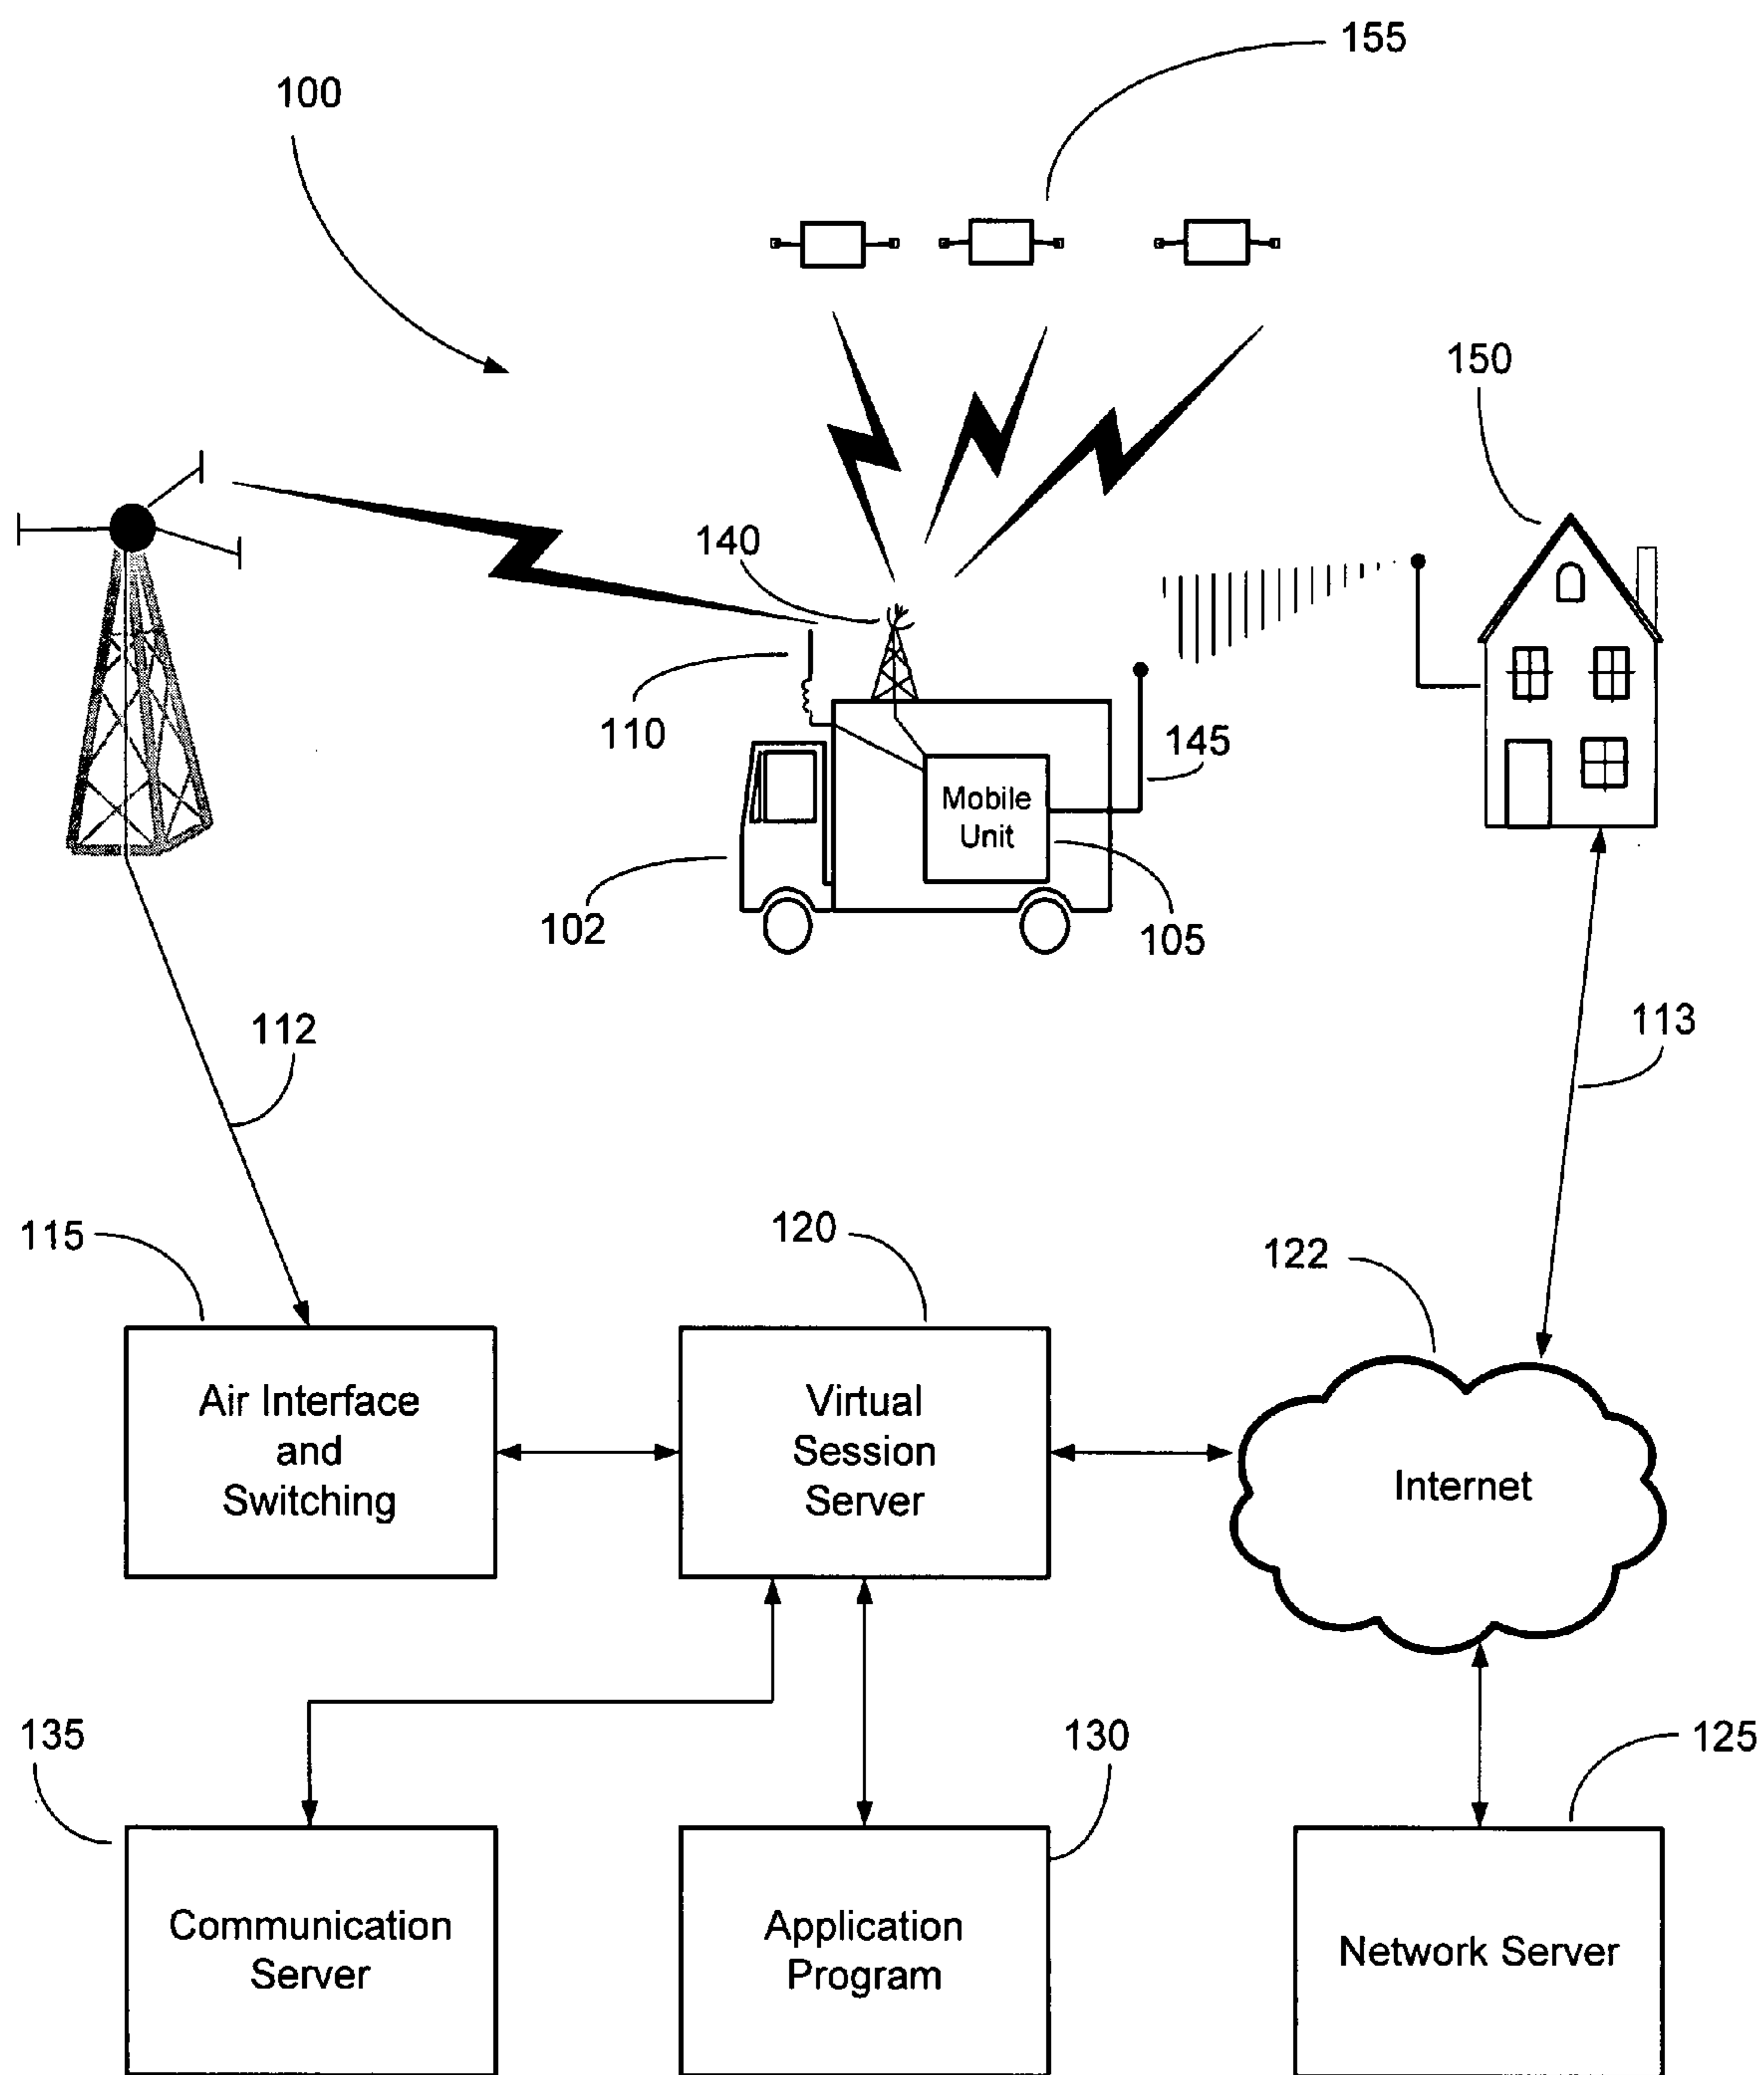 155
100
150
140
110
145
Mobile
Unit
102
105
112
113
115
120
122
Air Interface
and
Switching
Virtual
Session
Server
Internet
135
130
125
Communication
Server
Application
Program
Network Server